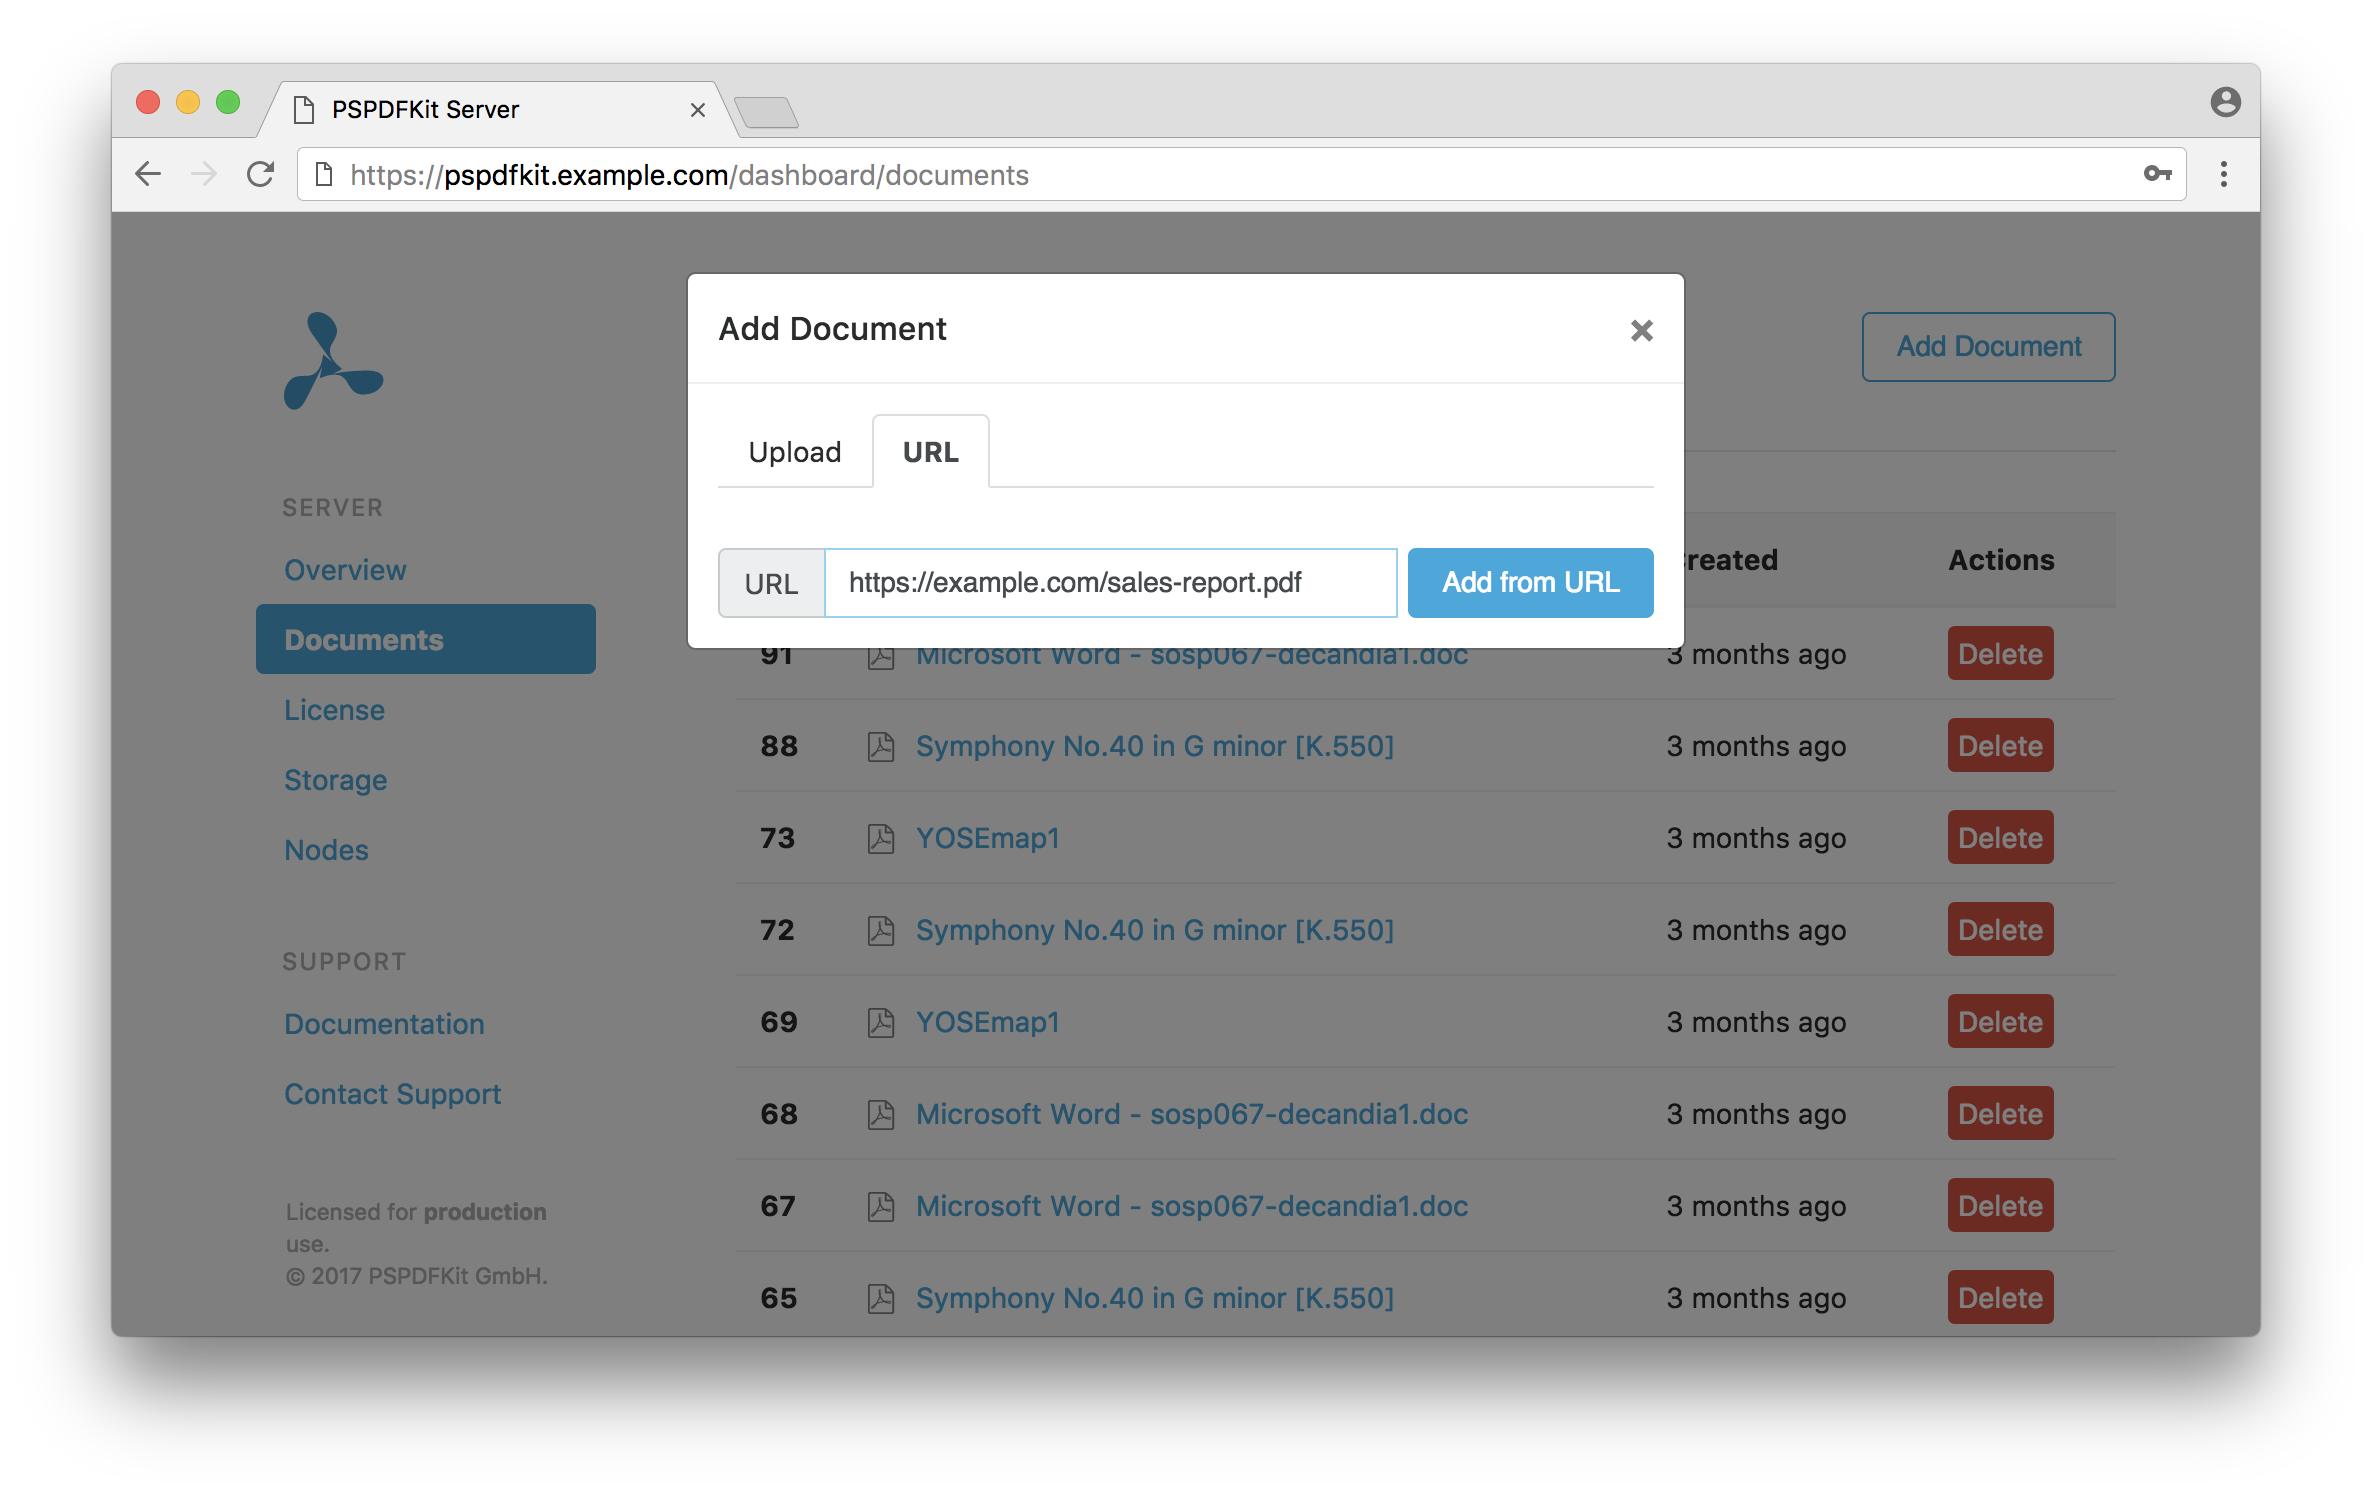 PSPDFKit Server
https://pspdfkit.example.com/dashboard/documents
Add Document
Add Document
Upload
URL
URL
https://example.com/sales-report.pdf
Add from URL
SERVER
Overview
Documents
License
Storage
Nodes
SUPPORT
Documentation
Contact Support
Licensed for production
use.
© 2017 PSPDFKit GmbH.
reated Actions
91 Microsoft Word - sosp067-decandia1.doc 3 months ago Delete
88 Symphony No.40 in G minor [K.550] 3 months ago Delete
73 YOSEmap1 3 months ago Delete
72 Symphony No.40 in G minor [K.550] 3 months ago Delete
69 YOSEmap1 3 months ago Delete
68 Microsoft Word - sosp067-decandia1.doc 3 months ago Delete
67 Microsoft Word - sosp067-decandia1.doc 3 months ago Delete
65 Symphony No.40 in G minor [K.550] 3 months ago Delete